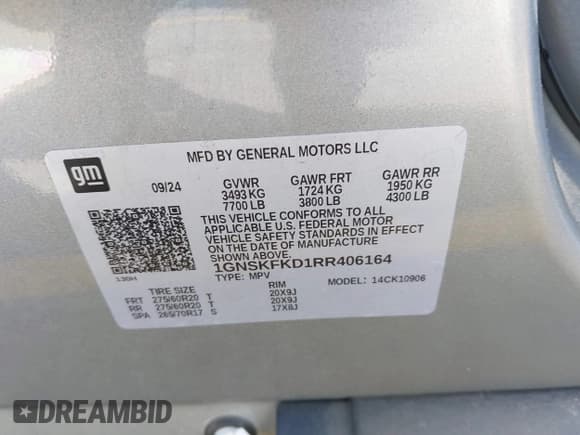 gm
MFD BY GENERAL MOTORS LLC
09/24 GVWR GAWR FRT GAWR RR
3493 KG 1724 KG 1950 KG
7700 LB 3800 LB 4300 LB
THIS VEHICLE CONFORMS TO ALL
APPLICABLE U.S. FEDERAL MOTOR
VEHICLE SAFETY STANDARDS IN EFFECT
ON THE DATE OF MANUFACTURE
SHOWN ABOVE.
1GNSKFKD1RR406164
TYPE: MPV MODEL: 14CK10906
TIRE SIZE RIM
FRT 275/60R20 T 20X9J
RR 275/60R20 T 20X9J
SPA 265/70R17 S 17X8J
DREAMBID